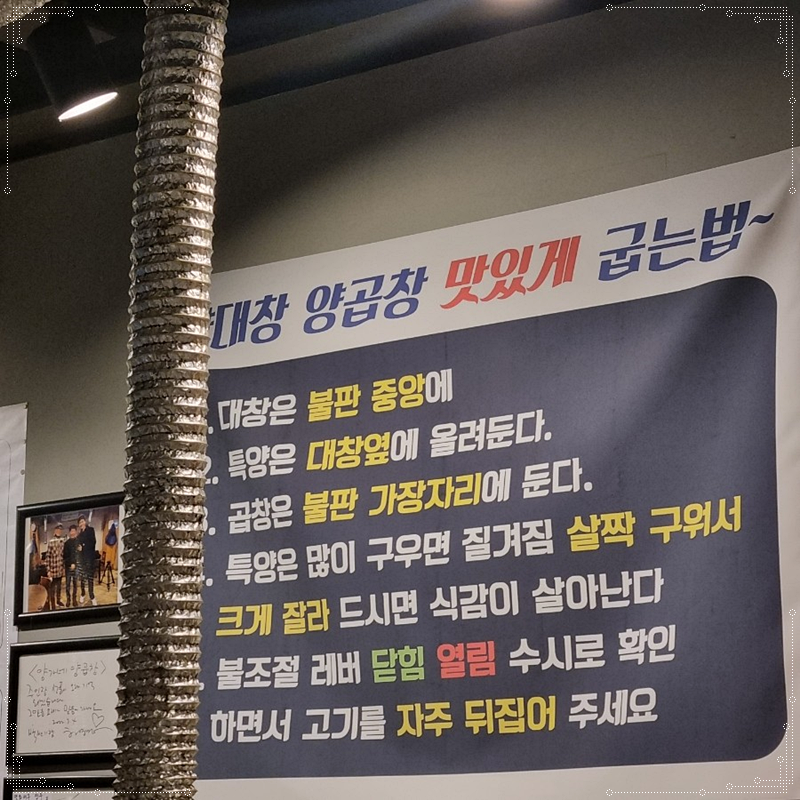 대창 양곱창 맛있게 굽는법~
대창은 불판 중앙에
2. 특양은 대창옆에 올려둔다.
곱창은 불판 가장자리에 둔다.
특양은 많이 구우면 질겨짐 살짝 구워서
크게 잘라 드시면 식감이 살아난다
불조절 레버 닫힘 열림 수시로 확인
하면서 고기를 자주 뒤집어 주세요